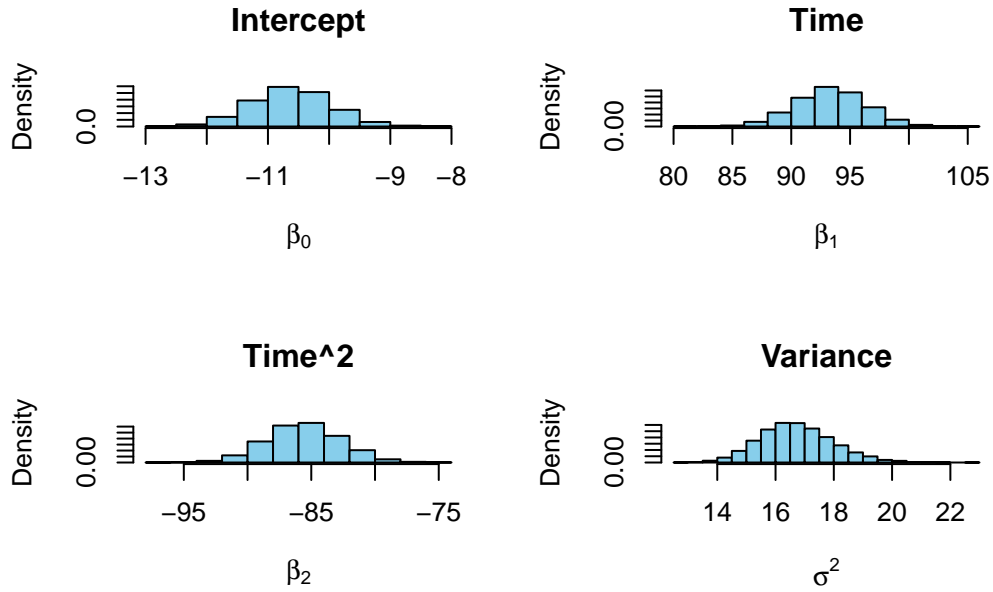 Intercept
Density
0.0
−13 −11 −9 −8
β0
Time
Density
0.00
80 85 90 95 105
β1
Time^2
Density
0.00
−95 −85 −75
β2
Variance
Density
0.00
14 16 18 20 22
σ2